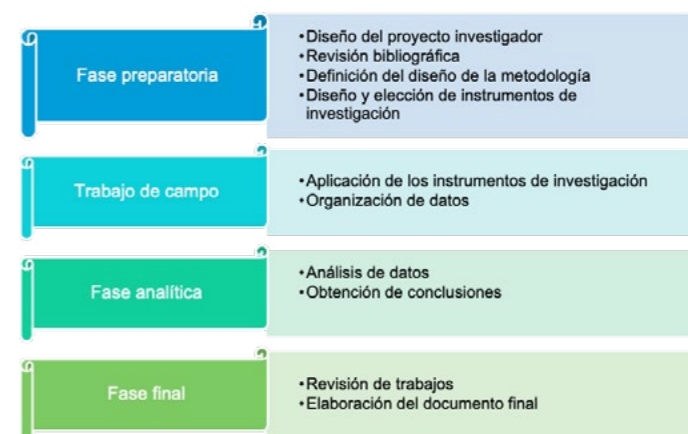 Fase preparatoria
•Diseño del proyecto investigador
•Revisión bibliográfica
•Definición del diseño de la metodología
•Diseño y elección de instrumentos de
investigación
Trabajo de campo
•Aplicación de los instrumentos de investigación
•Organización de datos
Fase analítica
•Análisis de datos
•Obtención de conclusiones
Fase final
•Revisión de trabajos
•Elaboración del documento final